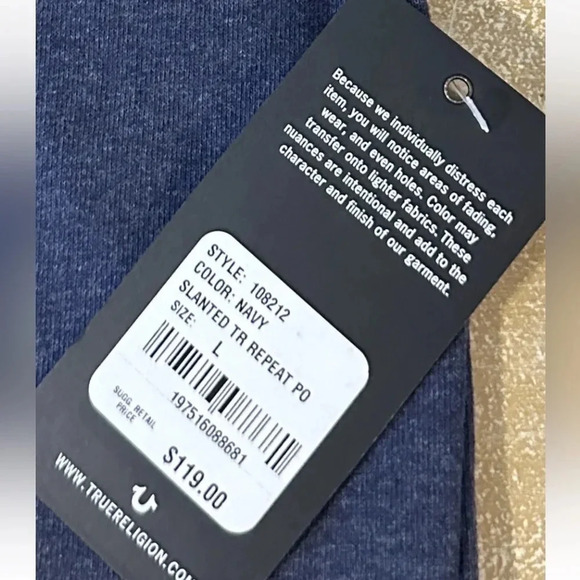 Because we individually distress each
item, you will notice areas of fading,
wear, and even holes. Color may
transfer onto lighter fabrics. These
nuances are intentional and add to the
character and finish of our garment.
STYLE: 108212
COLOR: NAVY
SLANTED TR REPEAT PO
SIZE: L
197516088681
SUGG. RETAIL
PRICE
$119.00
WWW.TRUERELIGION.COM